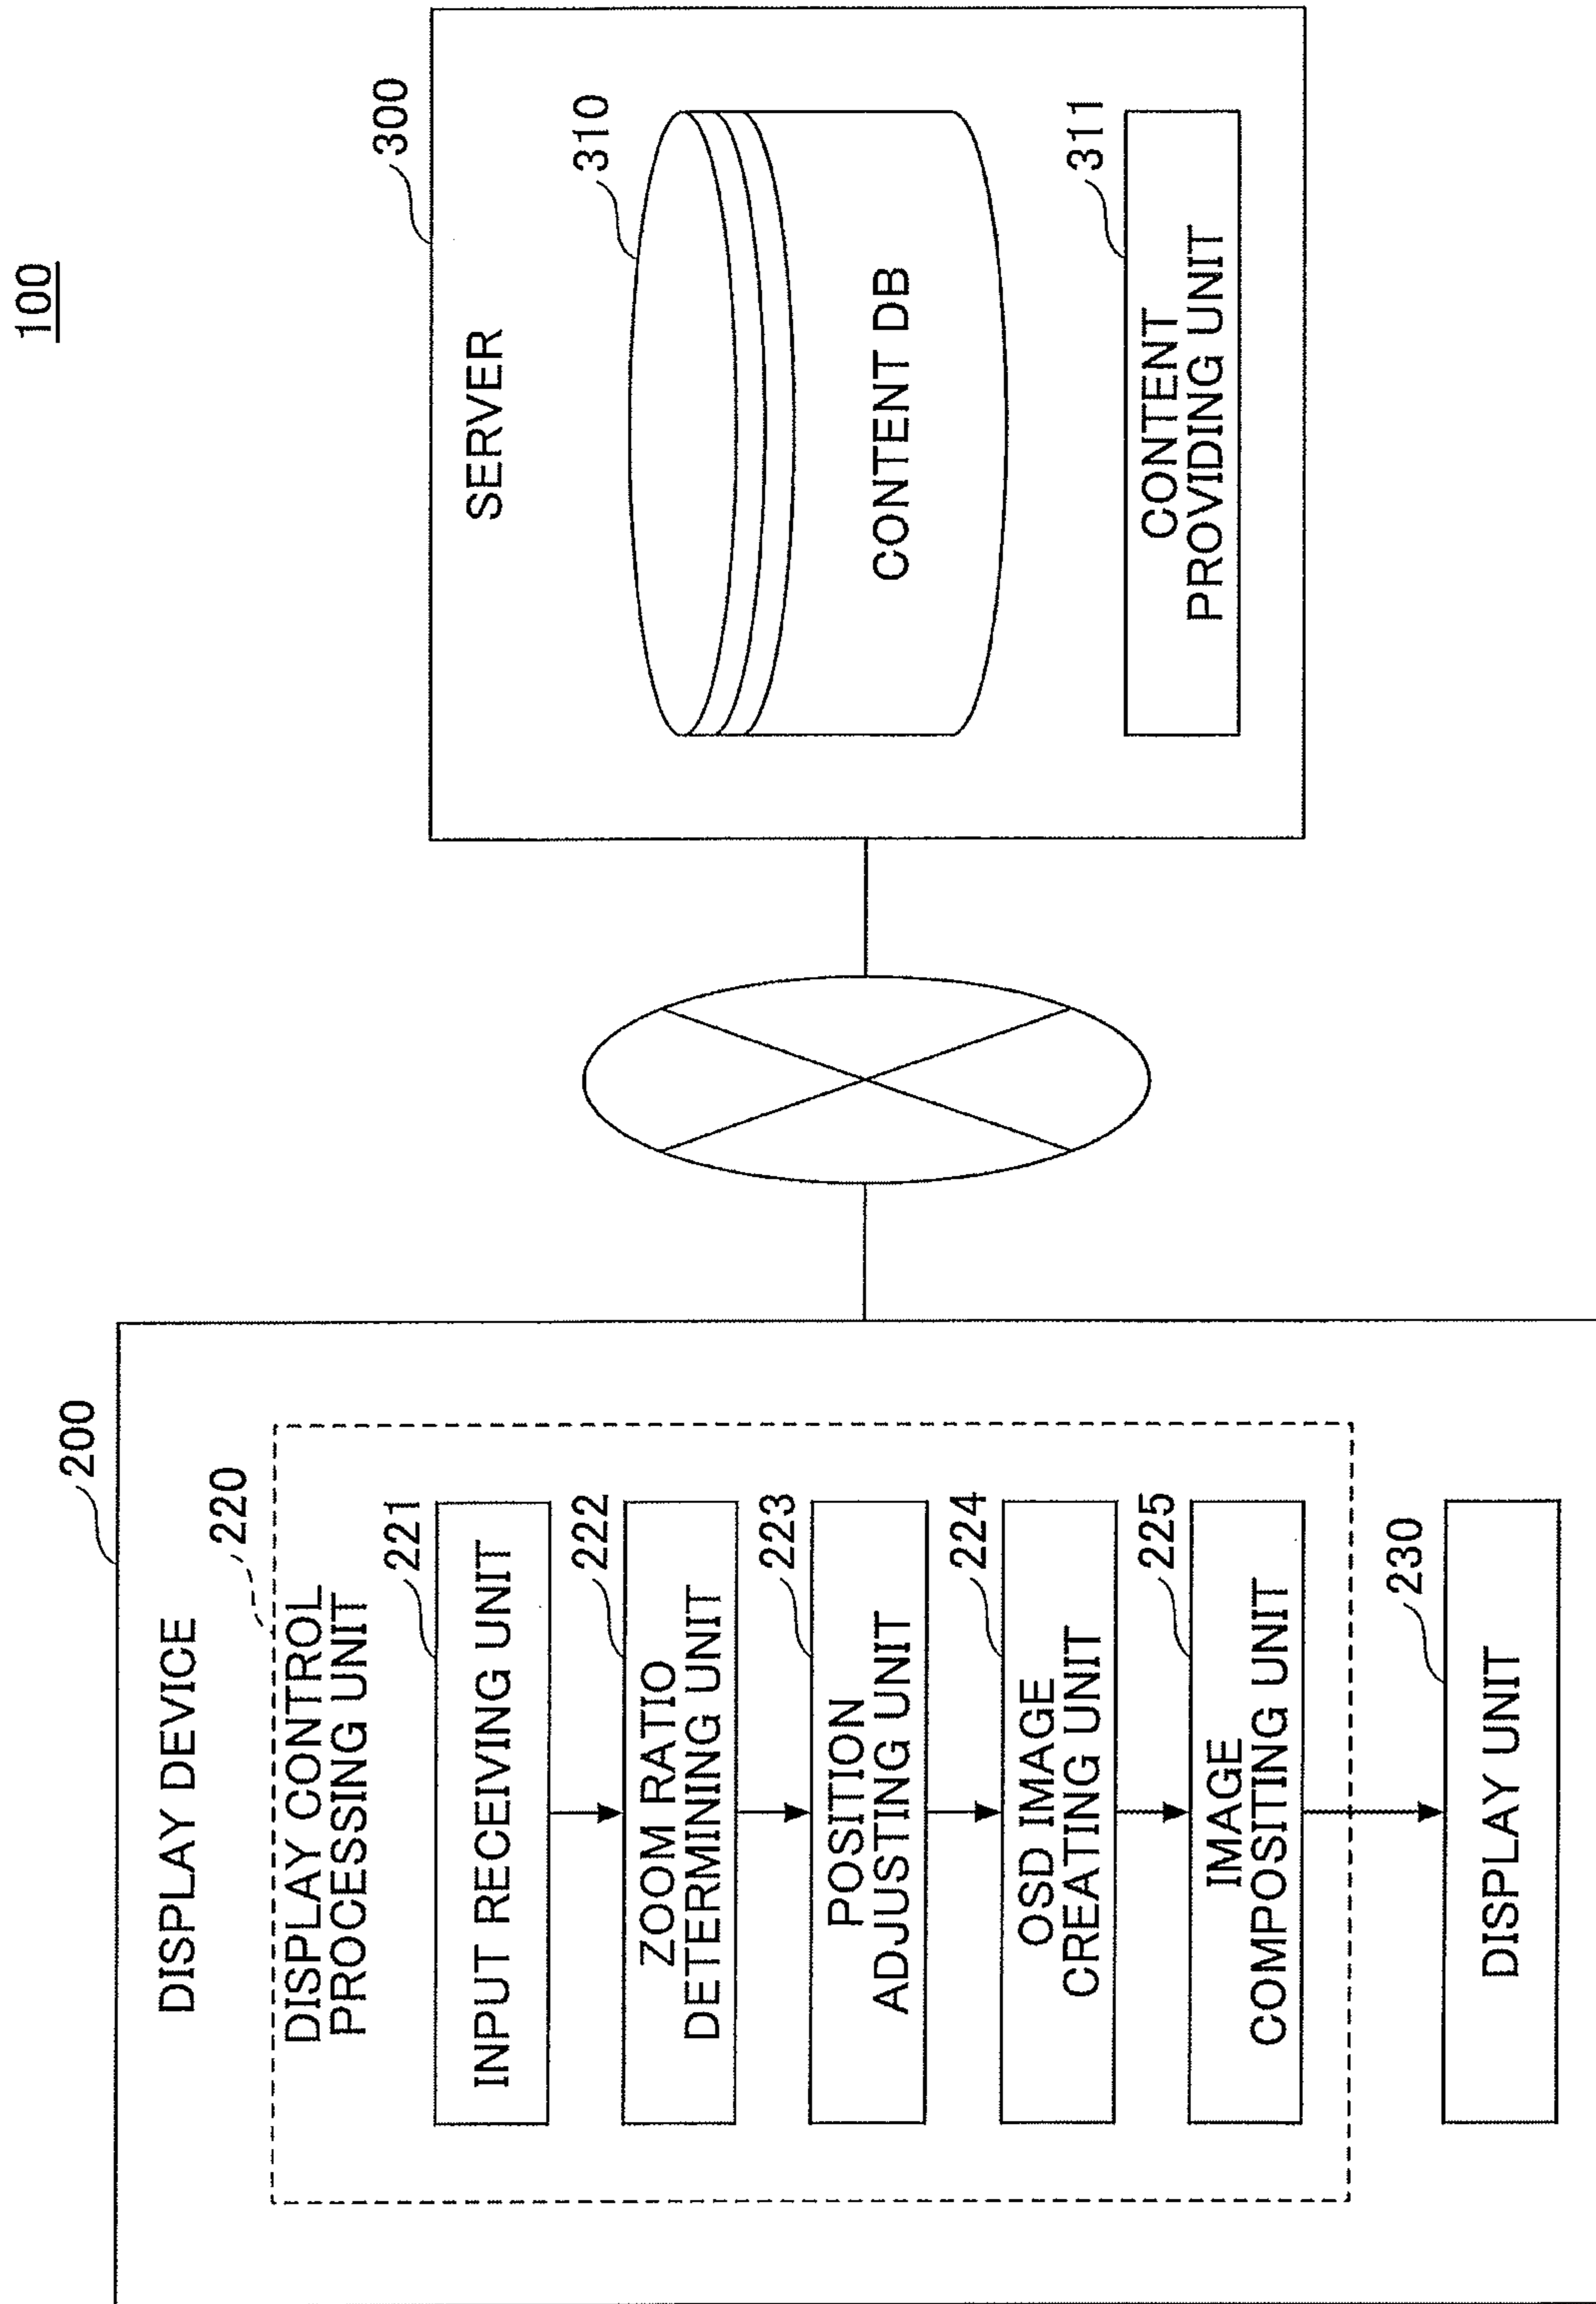 100
200
DISPLAY DEVICE
220
DISPLAY CONTROL
PROCESSING UNIT
221
INPUT RECEIVING UNIT
222
ZOOM RATIO
DETERMINING UNIT
223
POSITION
ADJUSTING UNIT
224
OSD IMAGE
CREATING UNIT
225
IMAGE
COMPOSITING UNIT
230
DISPLAY UNIT
300
SERVER
310
CONTENT DB
311
CONTENT
PROVIDING UNIT